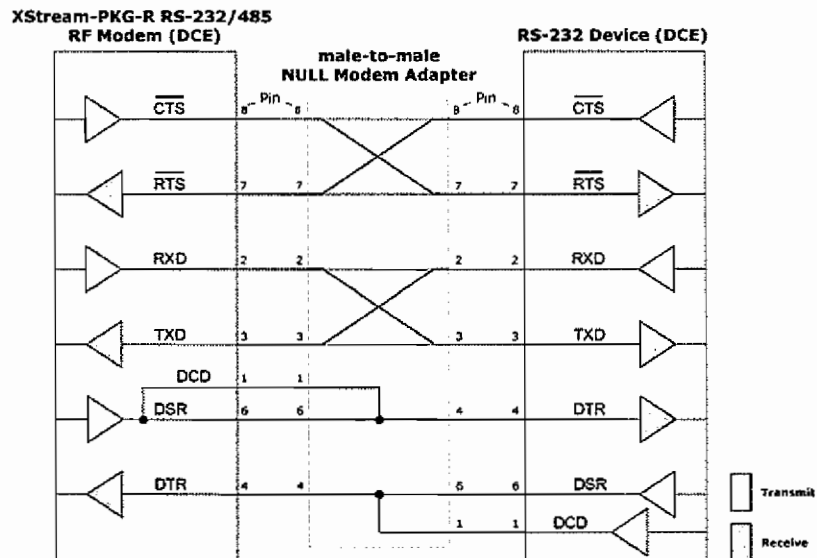 XStream-PKG-R RS-232/485
RF Modem (DCE)
male-to-male
NULL Modem Adapter
RS-232 Device (DCE)
CTS 8 Pin 8 8 Pin 8 CTS
RTS 7 7 7 7 RTS
RXD 2 2 2 2 RXD
TXD 3 3 3 3 TXD
DCD 1 1
DSR 6 6 4 4 DTR
DTR 4 4 6 6 DSR
1 1 DCD
Transmit
Receive